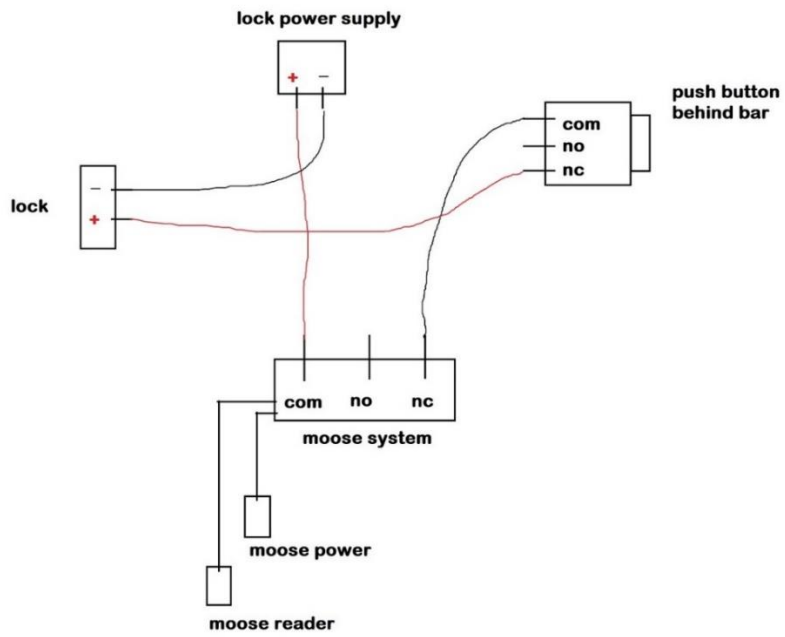 lock power supply
+ –
push button
behind bar
com
no
nc
lock
–
+
com no nc
moose system
moose power
moose reader